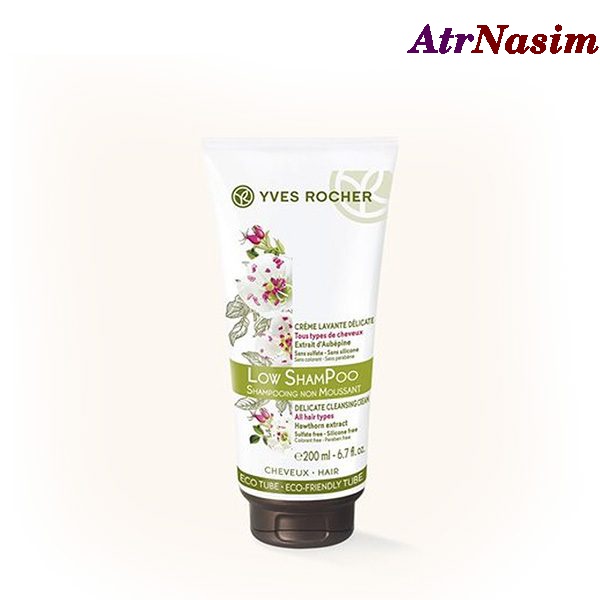 AtrNasim
YVES ROCHER
CRÈME LAVANTE DÉLICATE
Tous types de cheveux
Extrait d'Aubépine
Sans sulfate - Sans silicone
Sans colorant - Sans parabène
LOW SHAMPOO
SHAMPOOING NON MOUSSANT
DELICATE CLEANSING CREAM
All hair types
Hawthorn extract
Sulfate free - Silicone free
Colorant free - Paraben free
℮200 ml - 6.7 fl. oz.
CHEVEUX • HAIR
ECO TUBE - ECO-FRIENDLY TUBE